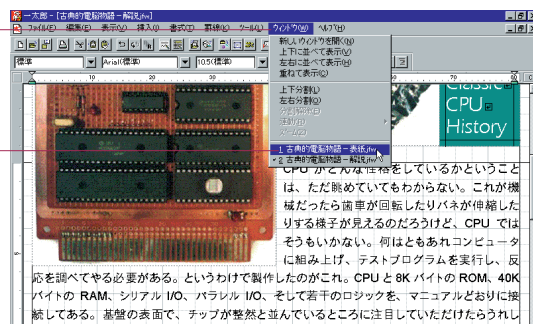 一太郎 - [古典的電脳物語 - 解説.jtw]
ファイル(F) 編集(E) 表示(V) 挿入(I) 書式(T) 罫線(K) ツール(L) ウィンドウ(W) ヘルプ(H)
新しいウィンドウを開く(N)
上下に並べて表示(V)
左右に並べて表示(H)
重ねて表示(C)
上下分割(L)
左右分割(O)
1 古典的電脳物語 - 表紙.jtw
2 古典的電脳物語 - 解説.jtw
標準 Arial(標準) 10.5(標準)
10 20 30 70
Classic
CPU
History
CPU がどんな性格をしているかということ
は、ただ眺めていてもわからない。これが機
械だったら歯車が回転したりバネが伸縮した
りする様子が見えるのだろうけど、CPU では
そうもいかない。何はともあれコンピュータ
に組み上げ、テストプログラムを実行し、反
応を調べてやる必要がある。というわけで製作したのがこれ。CPU と 8K バイトの ROM、40K
バイトの RAM、シリアル I/O、パラレル I/O、そして若干のロジックを、マニュアルどおりに接
続してある。基盤の表面で、チップが整然と並んでいるところに注目していただけたらうれし